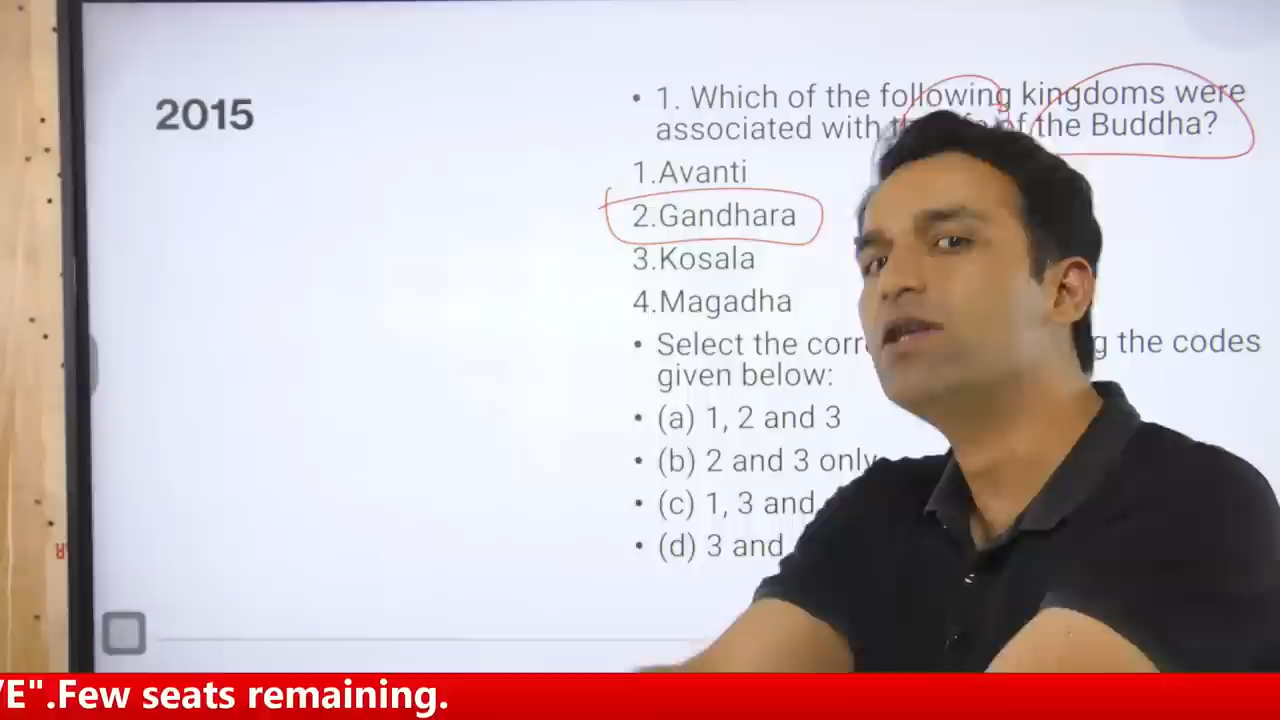 2015
• 1. Which of the following kingdoms were
associated with of the Buddha?
1.Avanti
2.Gandhara
3.Kosala
4.Magadha
• Select the the codes
given below:
• (a) 1, 2 and 3
• (b) 2 and 3 only
• (c) 1, 3 and
• (d) 3 and
.Few seats remaining.